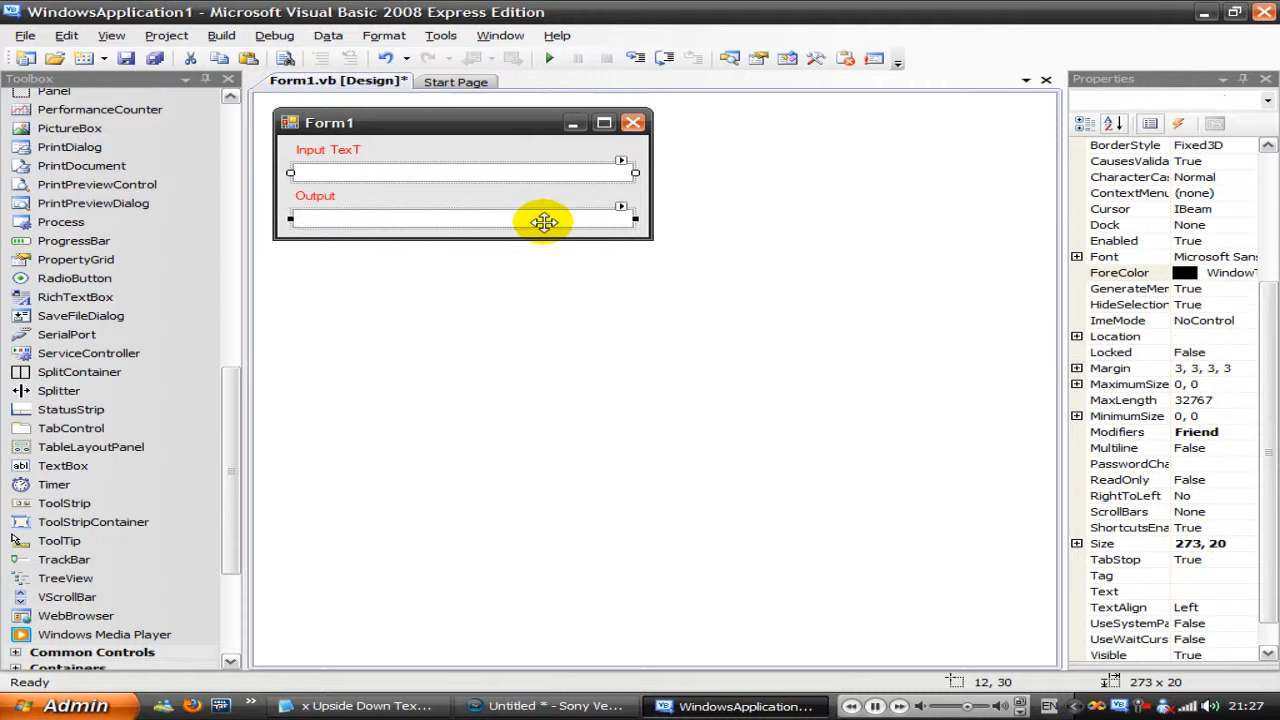 WindowsApplication1 - Microsoft Visual Basic 2008 Express Edition
File Edit View Project Build Debug Data Format Tools Window Help
Toolbox
Panel
PerformanceCounter
PictureBox
PrintDialog
PrintDocument
PrintPreviewControl
PrintPreviewDialog
Process
ProgressBar
PropertyGrid
RadioButton
RichTextBox
SaveFileDialog
SerialPort
ServiceController
SplitContainer
Splitter
StatusStrip
TabControl
TableLayoutPanel
TextBox
Timer
ToolStrip
ToolStripContainer
ToolTip
TrackBar
TreeView
VScrollBar
WebBrowser
Windows Media Player
Common Controls
Containers
Form1.vb [Design]* Start Page
Form1
Input TexT
Output
Properties
BorderStyle Fixed3D
CausesValida True
CharacterCas Normal
ContextMenu (none)
Cursor IBeam
Dock None
Enabled True
Font Microsoft Sans
ForeColor WindowT
GenerateMer True
HideSelection True
ImeMode NoControl
Location
Locked False
Margin 3, 3, 3, 3
MaximumSize 0, 0
MaxLength 32767
MinimumSize 0, 0
Modifiers Friend
Multiline False
PasswordCha
ReadOnly False
RightToLeft No
ScrollBars None
ShortcutsEna True
Size 273, 20
TabStop True
Tag
Text
TextAlign Left
UseSystemPa False
UseWaitCurs False
Visible True
Ready 12, 30 273 x 20
Admin x Upside Down Tex... Untitled * - Sony Ve... WindowsApplication... EN 21:27